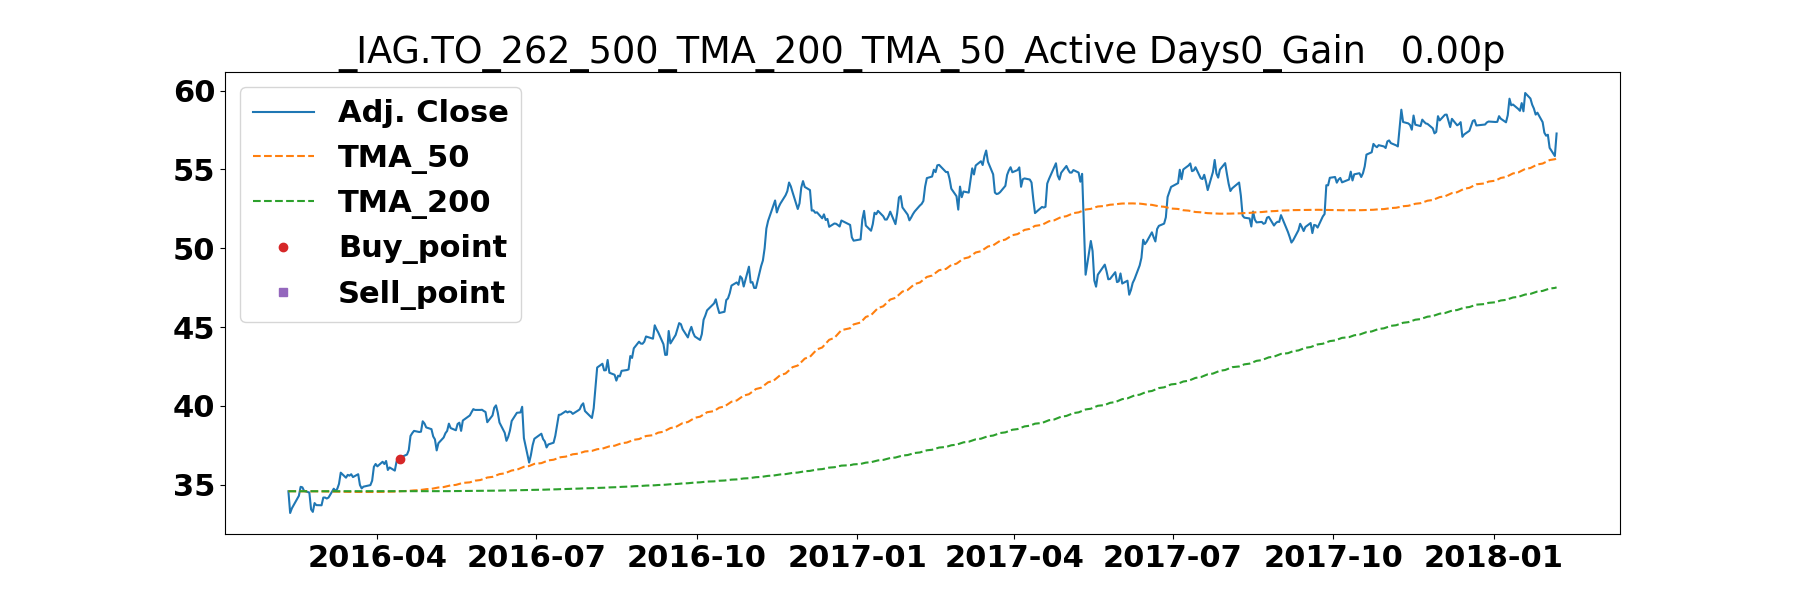 _IAG.TO_262_500_TMA_200_TMA_50_Active Days0_Gain   0.00p
60
55
50
45
40
35
Adj. Close
TMA_50
TMA_200
Buy_point
Sell_point
2016-04 2016-07 2016-10 2017-01 2017-04 2017-07 2017-10 2018-01